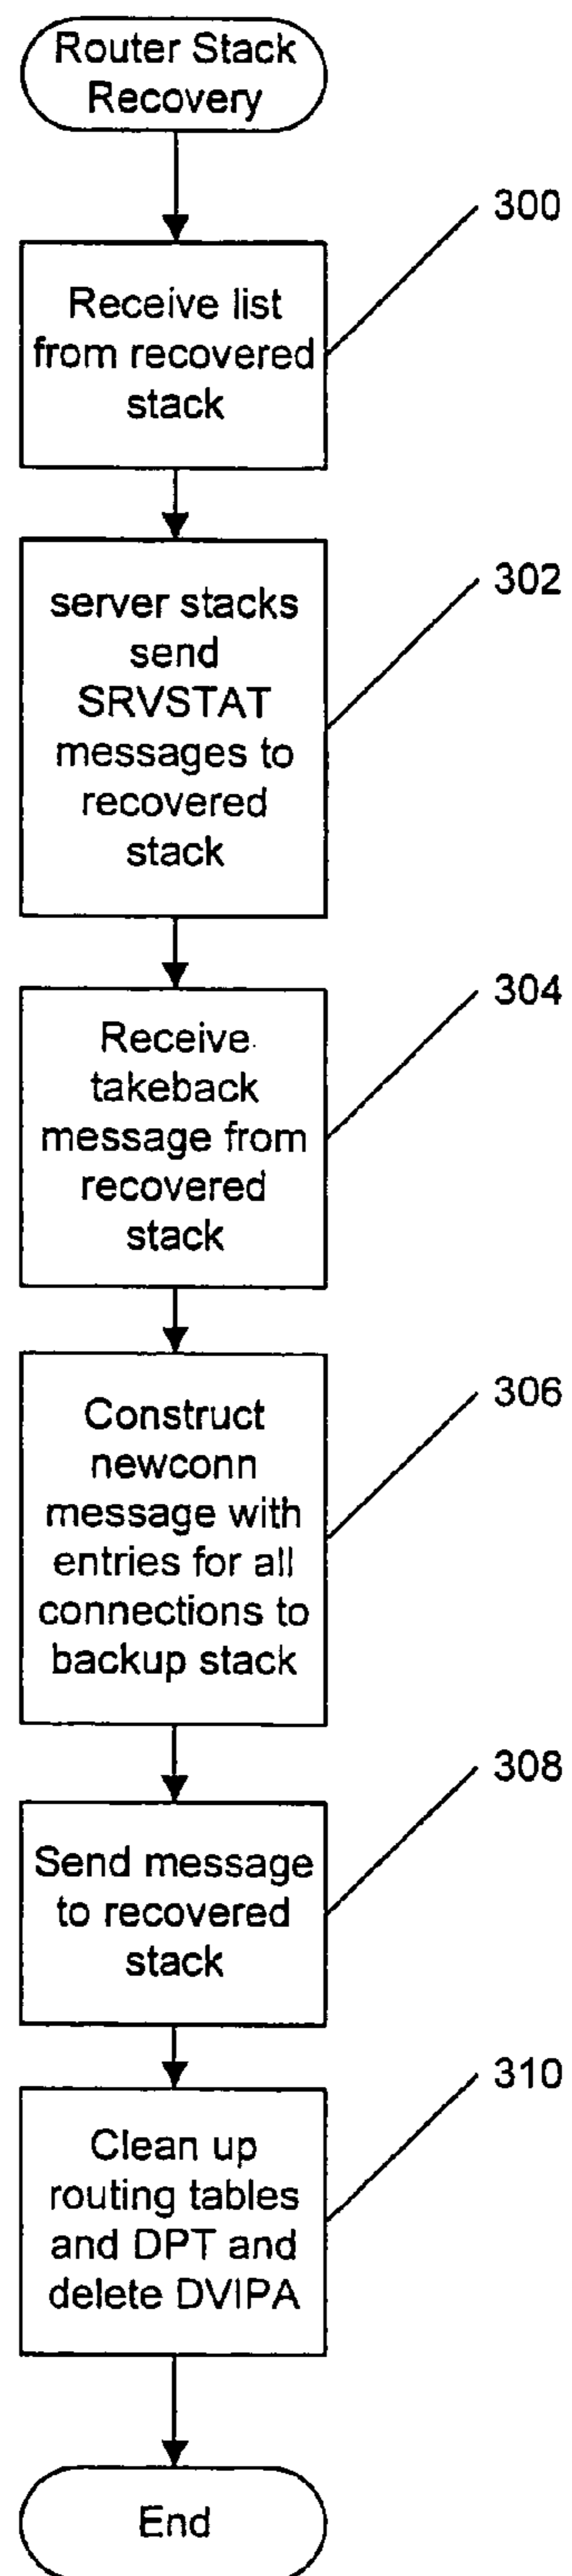 Router Stack
Recovery
300
Receive list
from recovered
stack
302
server stacks
send
SRVSTAT
messages to
recovered
stack
304
Receive
takeback
message from
recovered
stack
306
Construct
newconn
message with
entries for all
connections to
backup stack
308
Send message
to recovered
stack
310
Clean up
routing tables
and DPT and
delete DVIPA
End